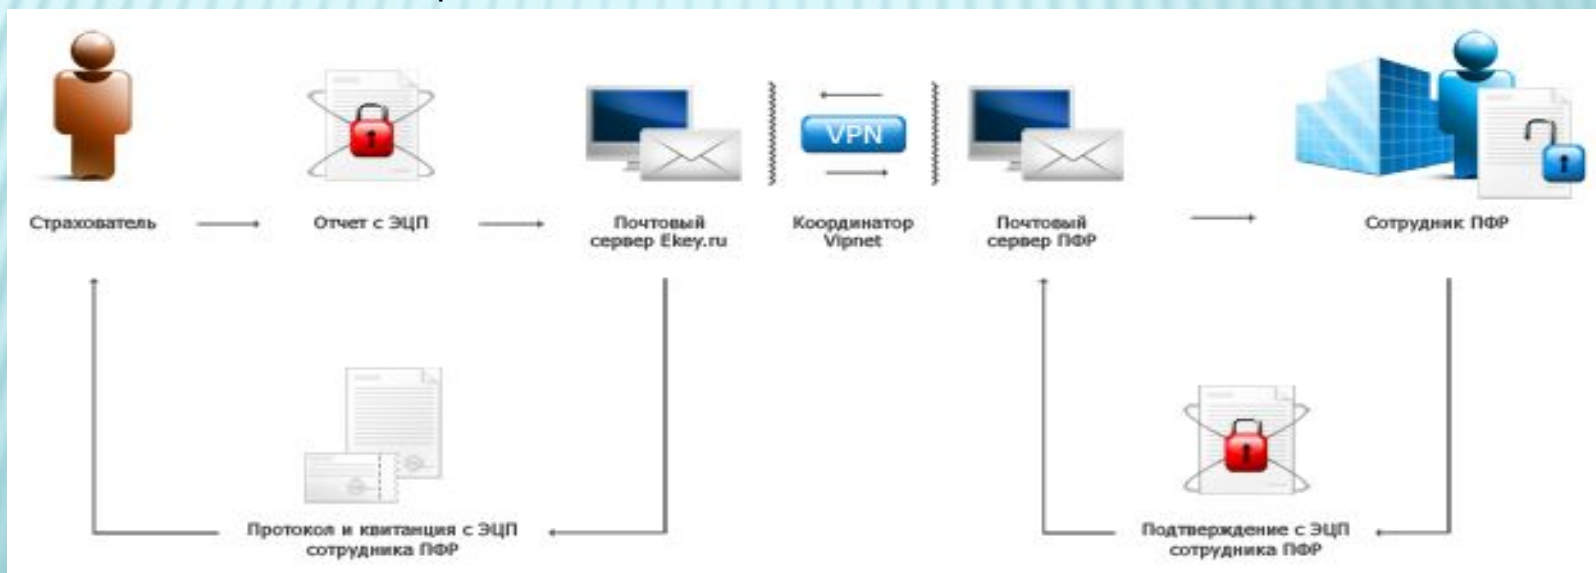 VPN
Страхователь
Отчет с ЭЦП
Почтовый
сервер Ekey.ru
Координатор
Vipnet
Почтовый
сервер ПФР
Сотрудник ПФР
Протокол и квитанция с ЭЦП
сотрудника ПФР
Подтверждение с ЭЦП
сотрудника ПФР